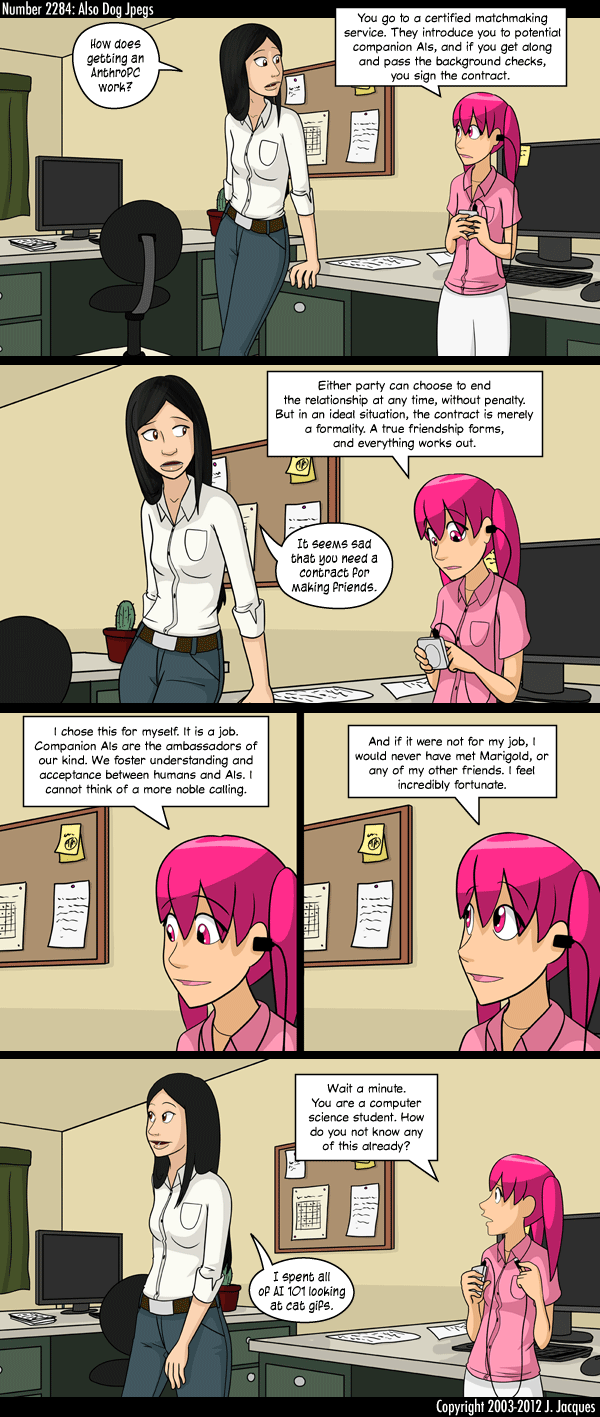 Number 2284: Also Dog Jpegs
How does
getting an
AnthroPC
work?
You go to a certified matchmaking
service. They introduce you to potential
companion AIs, and if you get along
and pass the background checks,
you sign the contract.
Either party can choose to end
the relationship at any time, without penalty.
But in an ideal situation, the contract is merely
a formality. A true friendship forms,
and everything works out.
It seems sad
that you need a
contract for
making friends.
I chose this for myself. It is a job.
Companion AIs are the ambassadors of
our kind. We foster understanding and
acceptance between humans and AIs. I
cannot think of a more noble calling.
And if it were not for my job, I
would never have met Marigold, or
any of my other friends. I feel
incredibly fortunate.
Wait a minute.
You are a computer
science student. How
do you not know any
of this already?
I spent all
of AI 101 looking
at cat gifs.
Copyright 2003-2012 J. Jacques